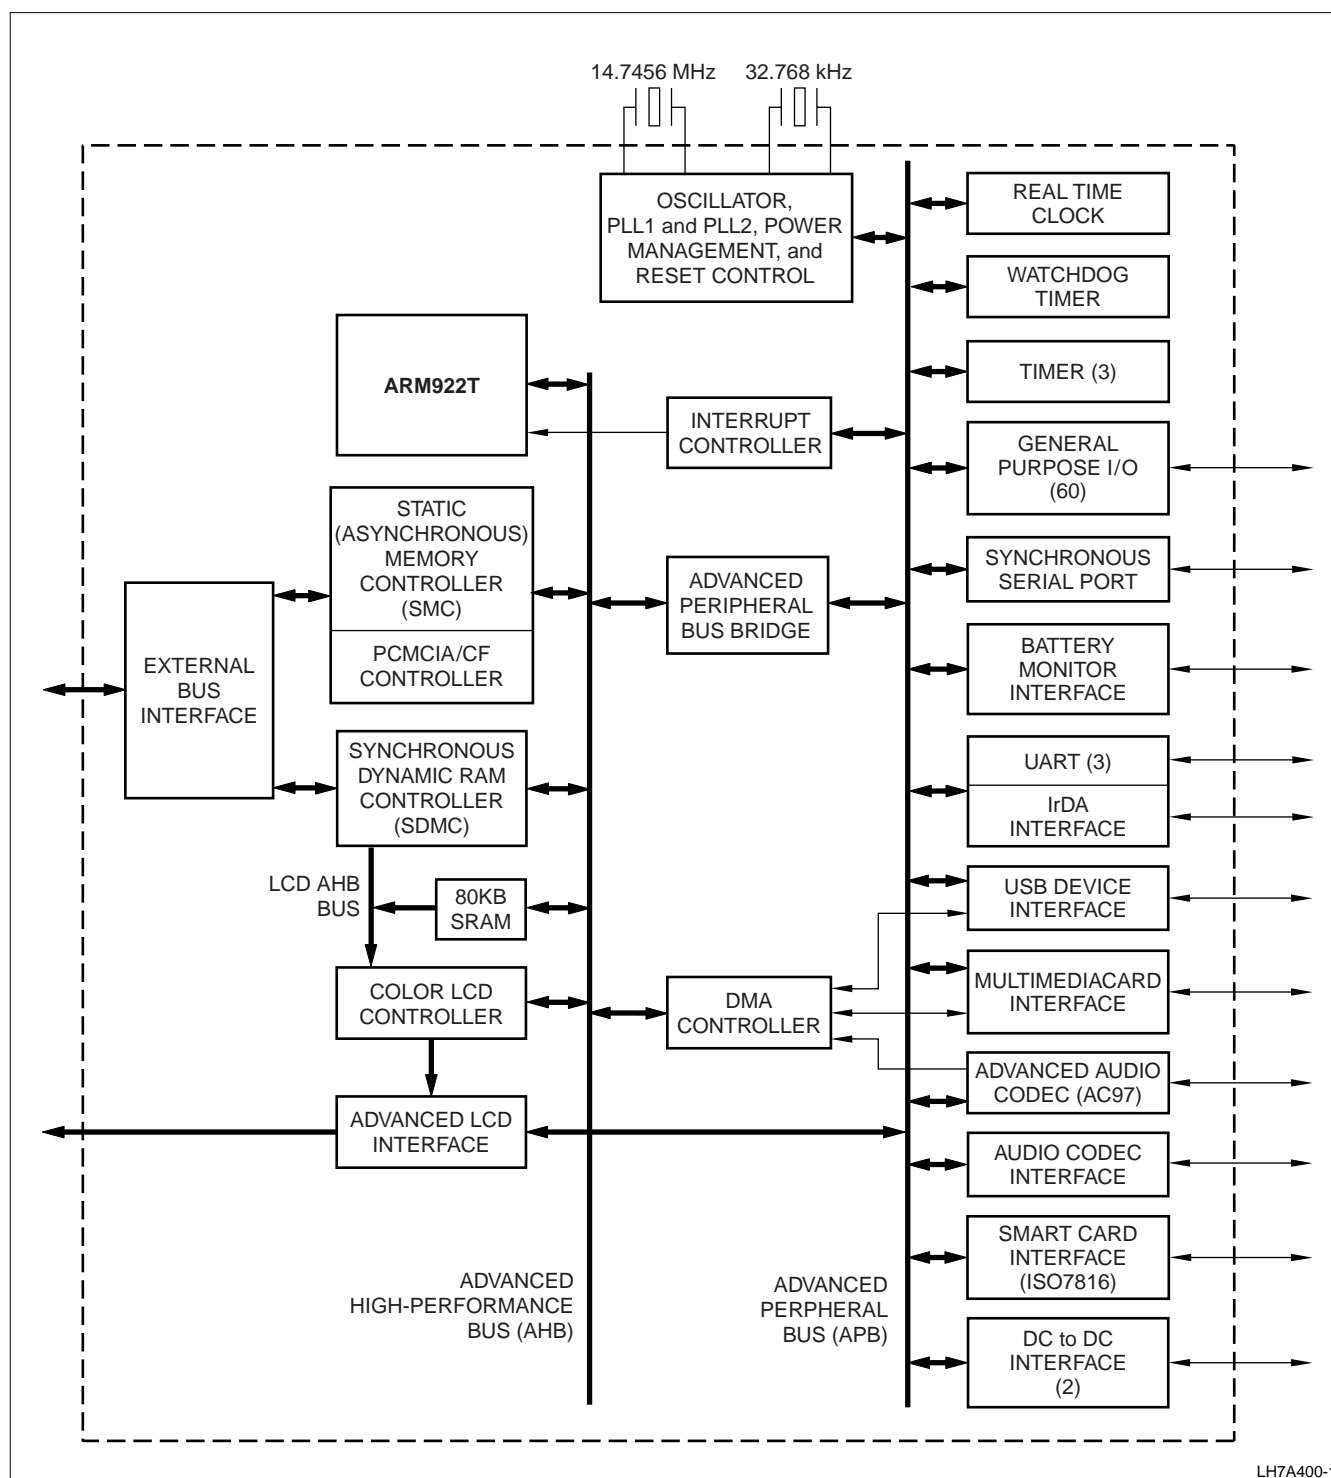 14.7456 MHz
32.768 kHz
OSCILLATOR,
PLL1 and PLL2, POWER
MANAGEMENT, and
RESET CONTROL
REAL TIME
CLOCK
WATCHDOG
TIMER
TIMER (3)
ARM922T
INTERRUPT
CONTROLLER
GENERAL
PURPOSE I/O
(60)
STATIC
(ASYNCHRONOUS)
MEMORY
CONTROLLER
(SMC)
PCMCIA/CF
CONTROLLER
ADVANCED
PERIPHERAL
BUS BRIDGE
SYNCHRONOUS
SERIAL PORT
EXTERNAL
BUS
INTERFACE
BATTERY
MONITOR
INTERFACE
SYNCHRONOUS
DYNAMIC RAM
CONTROLLER
(SDMC)
UART (3)
IrDA
INTERFACE
LCD AHB
BUS
80KB
SRAM
USB DEVICE
INTERFACE
COLOR LCD
CONTROLLER
DMA
CONTROLLER
MULTIMEDIACARD
INTERFACE
ADVANCED AUDIO
CODEC (AC97)
ADVANCED LCD
INTERFACE
AUDIO CODEC
INTERFACE
SMART CARD
INTERFACE
(ISO7816)
ADVANCED
HIGH-PERFORMANCE
BUS (AHB)
ADVANCED
PERPHERAL
BUS (APB)
DC to DC
INTERFACE
(2)
LH7A400-1